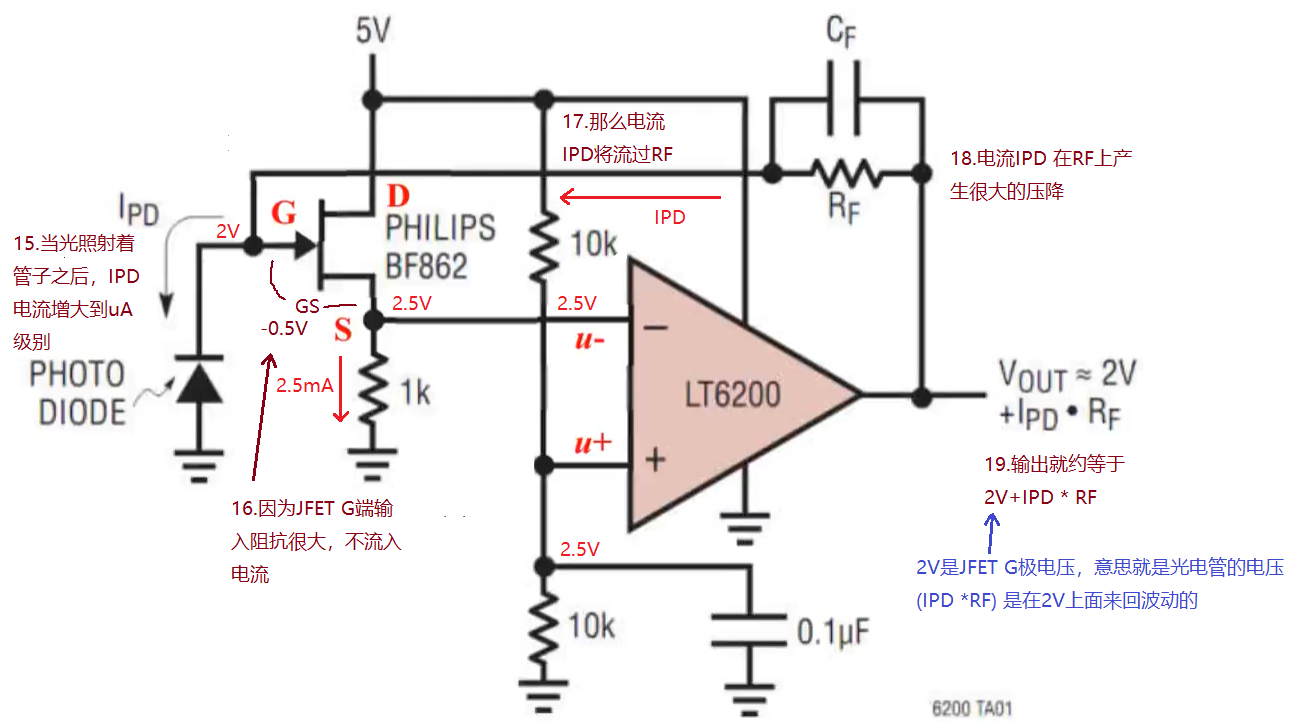 5V
CF
17.那么电流
IPD将流过RF
18.电流IPD 在RF上产
生很大的压降
IPD
15.当光照射着
管子之后，IPD
电流增大到uA
级别
2V
G
D
PHILIPS
BF862
10k
IPD
RF
GS
-0.5V
S
2.5V
2.5V
u-
2.5mA
1k
PHOTO
DIODE
LT6200
VOUT ≈ 2V
+IPD • RF
u+
16.因为JFET G端输
入阻抗很大，不流入
电流
19.输出就约等于
2V+IPD * RF
2.5V
2V是JFET G极电压，意思就是光电管的电压
(IPD *RF) 是在2V上面来回波动的
10k
0.1µF
6200 TA01